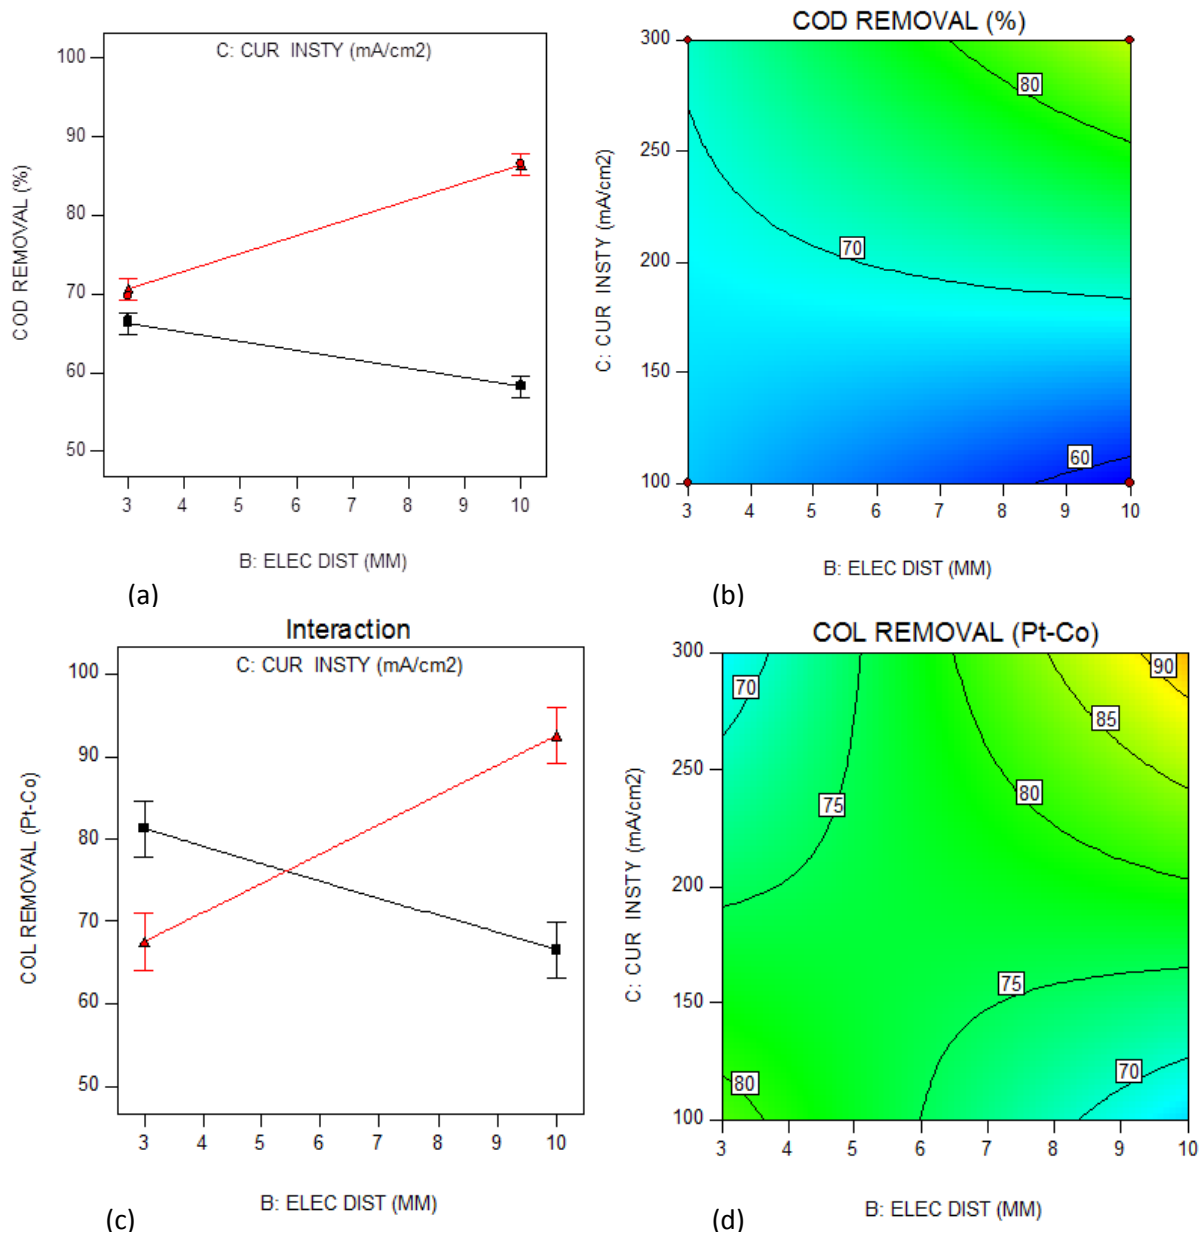 C: CUR INSTY (mA/cm2)
100
90
80
70
60
50
COD REMOVAL (%)
3 4 5 6 7 8 9 10
B: ELEC DIST (MM)
(a)
COD REMOVAL (%)
300
250
200
150
100
C: CUR INSTY (mA/cm2)
80
70
60
3 4 5 6 7 8 9 10
B: ELEC DIST (MM)
(b)
Interaction
C: CUR INSTY (mA/cm2)
100
90
80
70
60
50
COL REMOVAL (Pt-Co)
3 4 5 6 7 8 9 10
B: ELEC DIST (MM)
(c)
COL REMOVAL (Pt-Co)
300
250
200
150
100
C: CUR INSTY (mA/cm2)
70
90
85
75
80
75
70
80
3 4 5 6 7 8 9 10
B: ELEC DIST (MM)
(d)